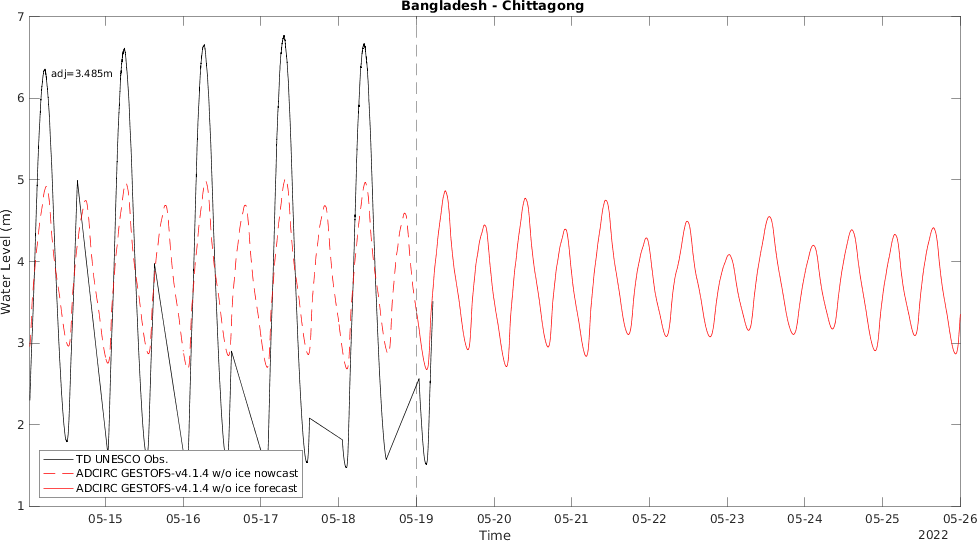 Bangladesh - Chittagong
7
6
5
4
3
2
1
Water Level (m)
adj=3.485m
TD UNESCO Obs.
ADCIRC GESTOFS-v4.1.4 w/o ice nowcast
ADCIRC GESTOFS-v4.1.4 w/o ice forecast
05-15 05-16 05-17 05-18 05-19 05-20 05-21 05-22 05-23 05-24 05-25 05-26
Time
2022